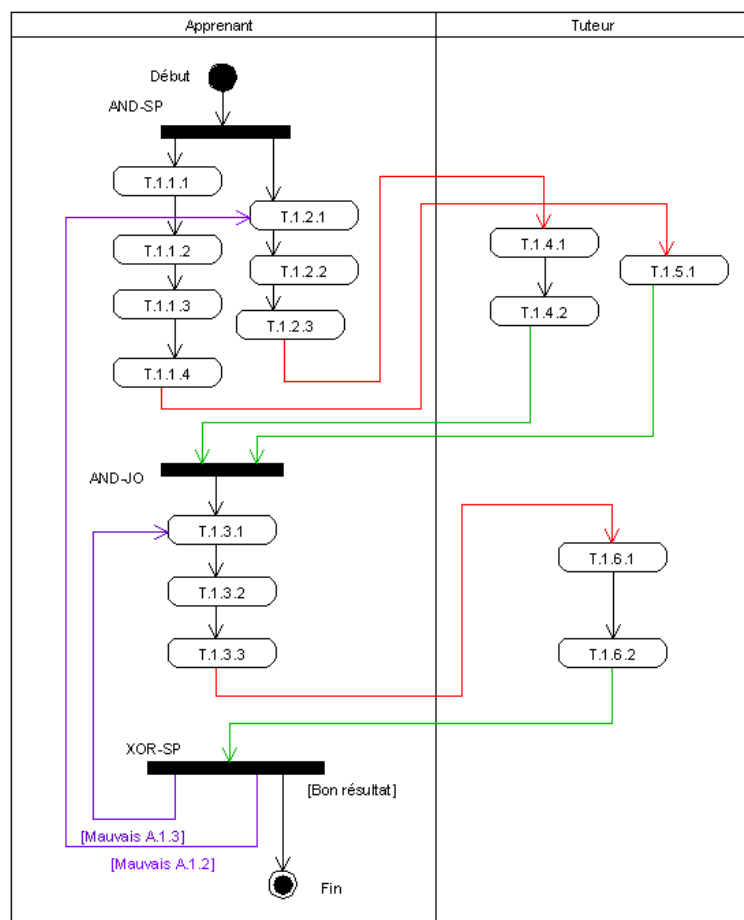 Apprenant
Tuteur
Début
AND-SP
T.1.1.1
T.1.2.1
T.1.4.1
T.1.1.2
T.1.2.2
T.1.5.1
T.1.1.3
T.1.4.2
T.1.2.3
T.1.1.4
AND-JO
T.1.3.1
T.1.6.1
T.1.3.2
T.1.3.3
T.1.6.2
XOR-SP
[Bon résultat]
[Mauvais A.1.3]
[Mauvais A.1.2]
Fin